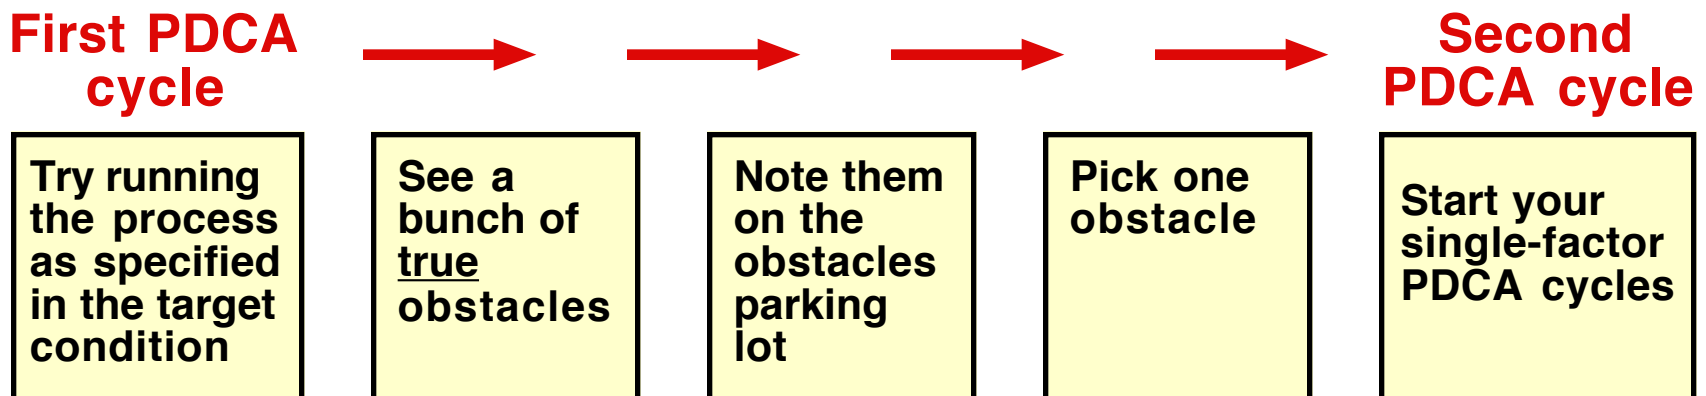 First PDCA
cycle
Second
PDCA cycle
Try running
the process
as specified
in the target
condition
See a
bunch of
true
obstacles
Note them
on the
obstacles
parking
lot
Pick one
obstacle
Start your
single-factor
PDCA cycles